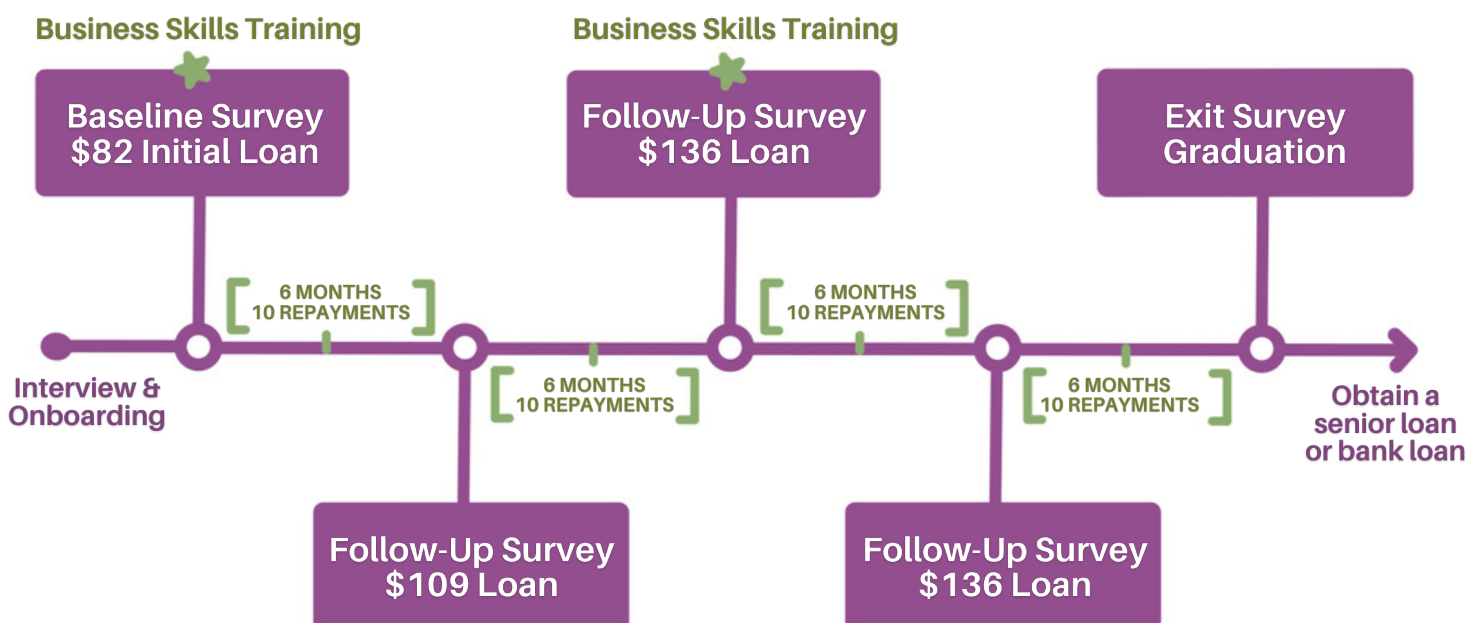 Business Skills Training
Baseline Survey
$82 Initial Loan
Business Skills Training
Follow-Up Survey
$136 Loan
Exit Survey
Graduation
6 MONTHS
10 REPAYMENTS
6 MONTHS
10 REPAYMENTS
Interview &
Onboarding
6 MONTHS
10 REPAYMENTS
6 MONTHS
10 REPAYMENTS
Obtain a
senior loan
or bank loan
Follow-Up Survey
$109 Loan
Follow-Up Survey
$136 Loan